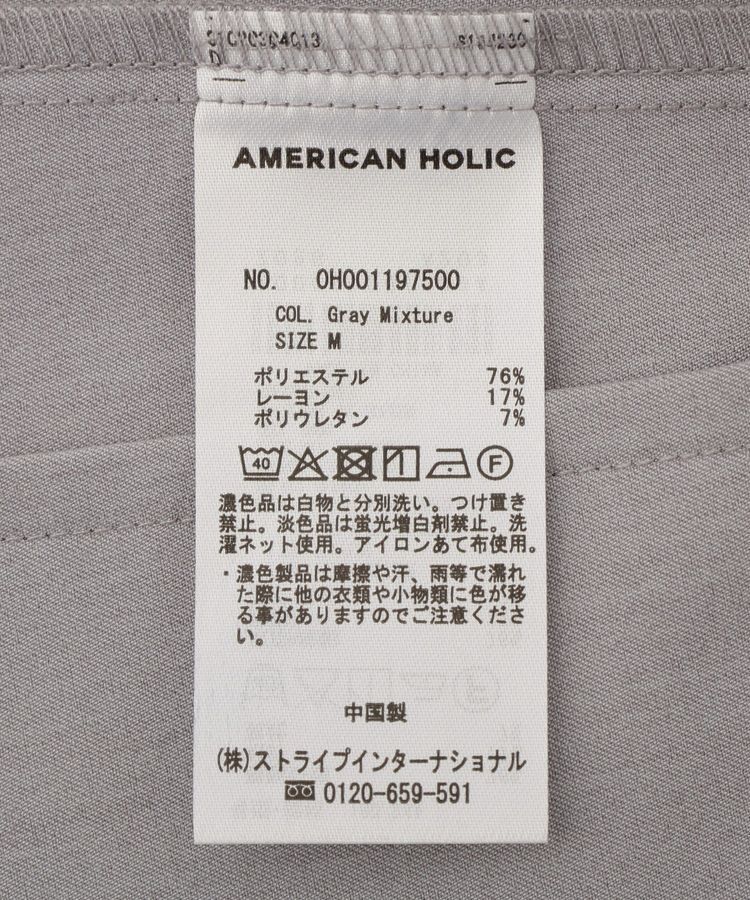 AMERICAN HOLIC
NO. 0H001197500
COL. Gray Mixture
SIZE M
ポリエステル 76%
レーヨン 17%
ポリウレタン 7%
40 F
濃色品は白物と分別洗い。つけ置き
禁止。淡色品は蛍光増白剤禁止。洗
濯ネット使用。アイロンあて布使用。
・濃色製品は摩擦や汗、雨等で濡れ
た際に他の衣類や小物類に色が移
る事がありますのでご注意くださ
い。
中国製
(株)ストライプインターナショナル
0120-659-591